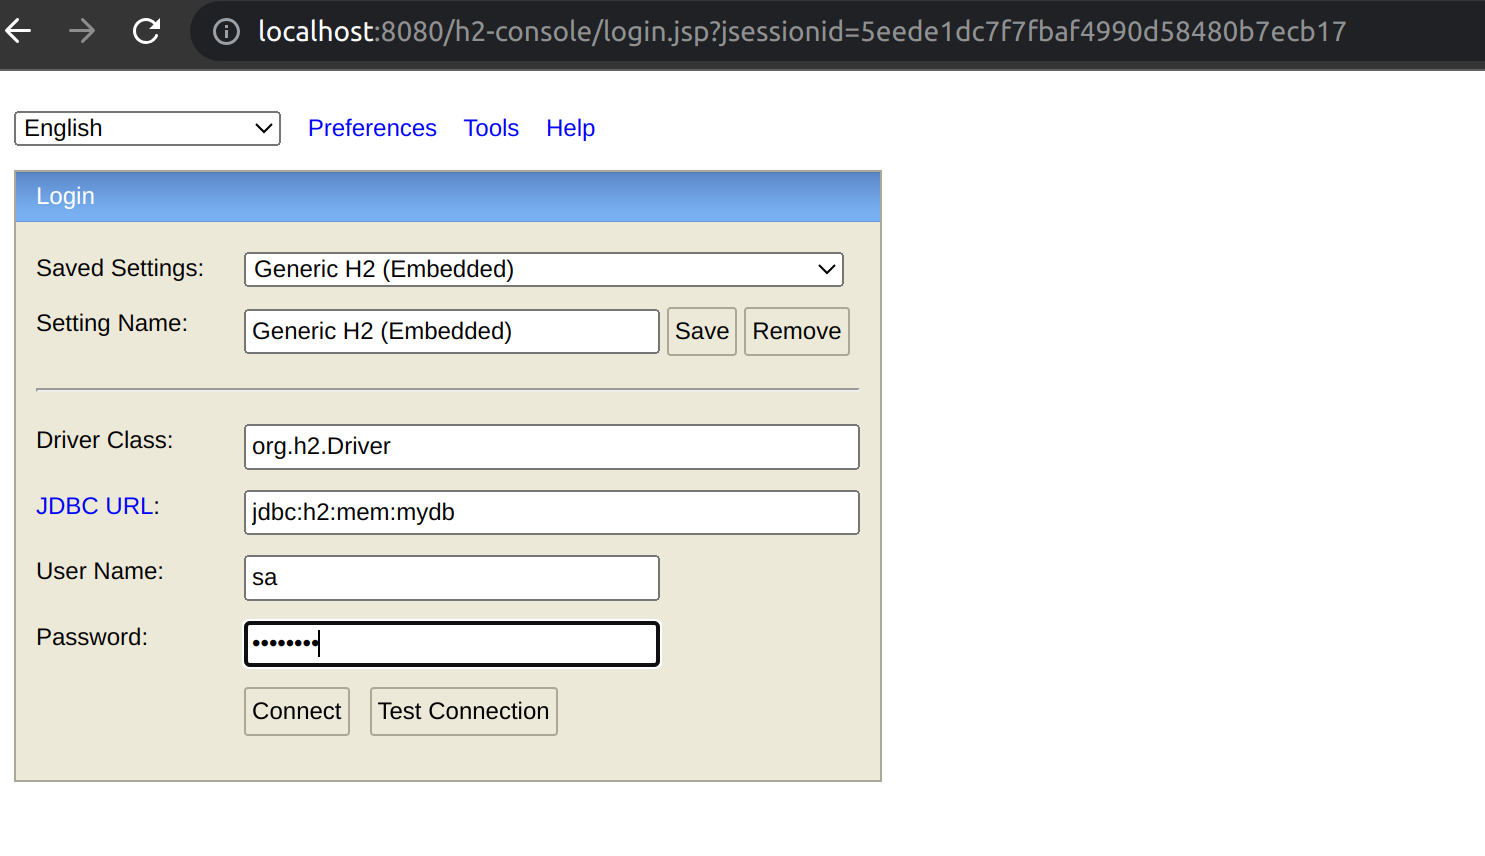 localhost:8080/h2-console/login.jsp?jsessionid=5eede1dc7f7fbaf4990d58480b7ecb17
English Preferences Tools Help
Login
Saved Settings: Generic H2 (Embedded)
Setting Name: Generic H2 (Embedded) Save Remove
Driver Class: org.h2.Driver
JDBC URL: jdbc:h2:mem:mydb
User Name: sa
Password: ••••••••
Connect Test Connection